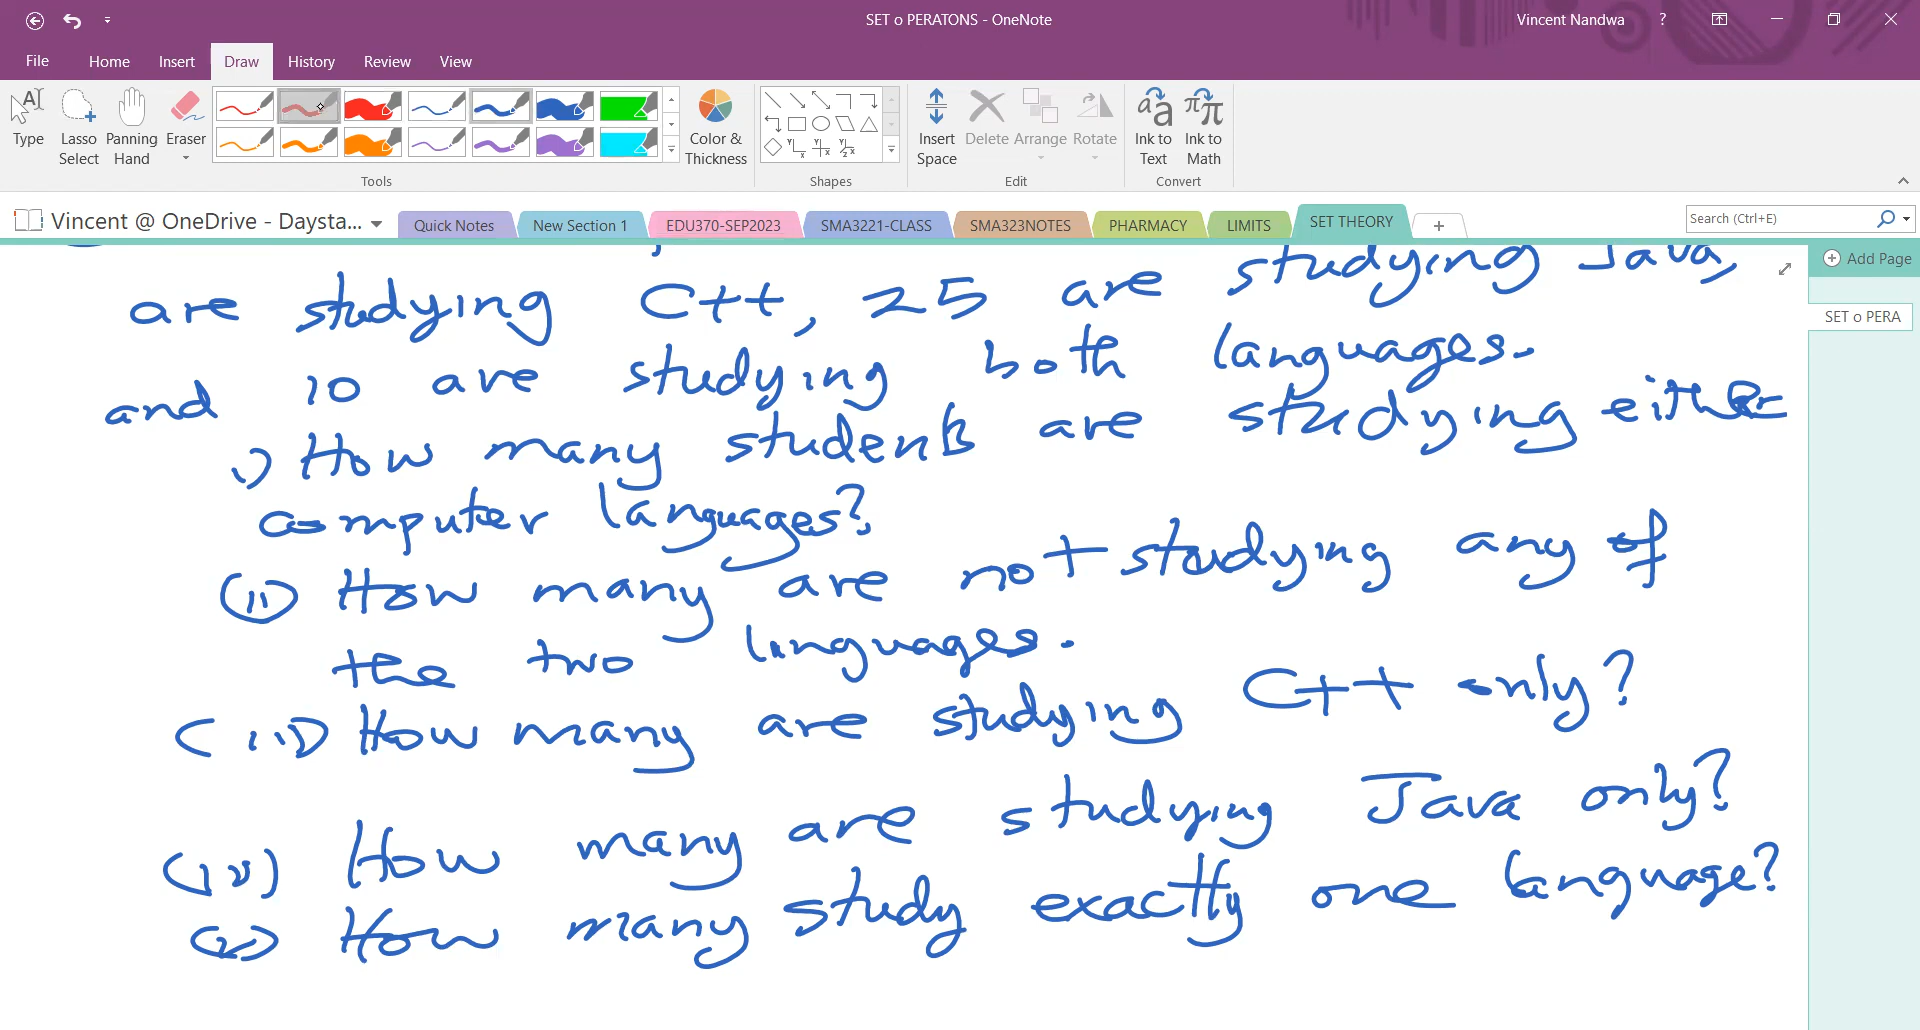 SET o PERATONS - OneNote
Vincent Nandwa
?
File
Home
Insert
Draw
History
Review
View
Type
Lasso Select
Panning Hand
Eraser
Color & Thickness
Insert Space
Delete
Arrange
Rotate
Ink to Text
Ink to Math
Tools
Shapes
Edit
Convert
Vincent @ OneDrive - Daysta...
Quick Notes
New Section 1
EDU370-SEP2023
SMA3221-CLASS
SMA323NOTES
PHARMACY
LIMITS
SET THEORY
+
Search (Ctrl+E)
Add Page
SET o PERA
are studying C++, 25 are studying Java,
and 10 are studying both languages.
i) How many students are studying either
computer languages?
(ii) How many are not studying any of
the two languages.
(iii) How many are studying C++ only?
(iv) How many are studying Java only?
(v) How many study exactly one language?